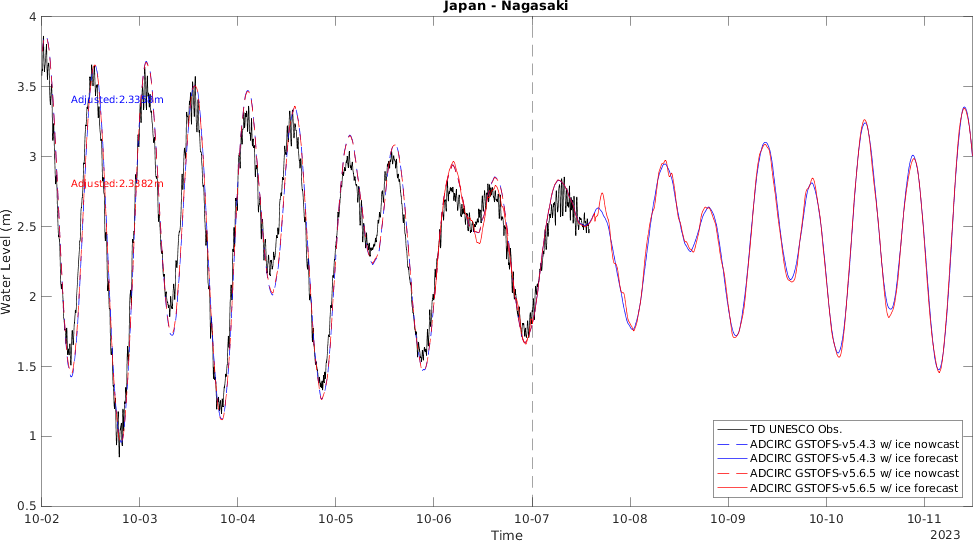 Japan - Nagasaki
4
3.5
3
2.5
2
1.5
1
0.5
Water Level (m)
Adjusted:2.3382m
TD UNESCO Obs.
ADCIRC GSTOFS-v5.4.3 w/ ice nowcast
ADCIRC GSTOFS-v5.4.3 w/ ice forecast
ADCIRC GSTOFS-v5.6.5 w/ ice nowcast
ADCIRC GSTOFS-v5.6.5 w/ ice forecast
10-02 10-03 10-04 10-05 10-06 10-07 10-08 10-09 10-10 10-11
Time
2023